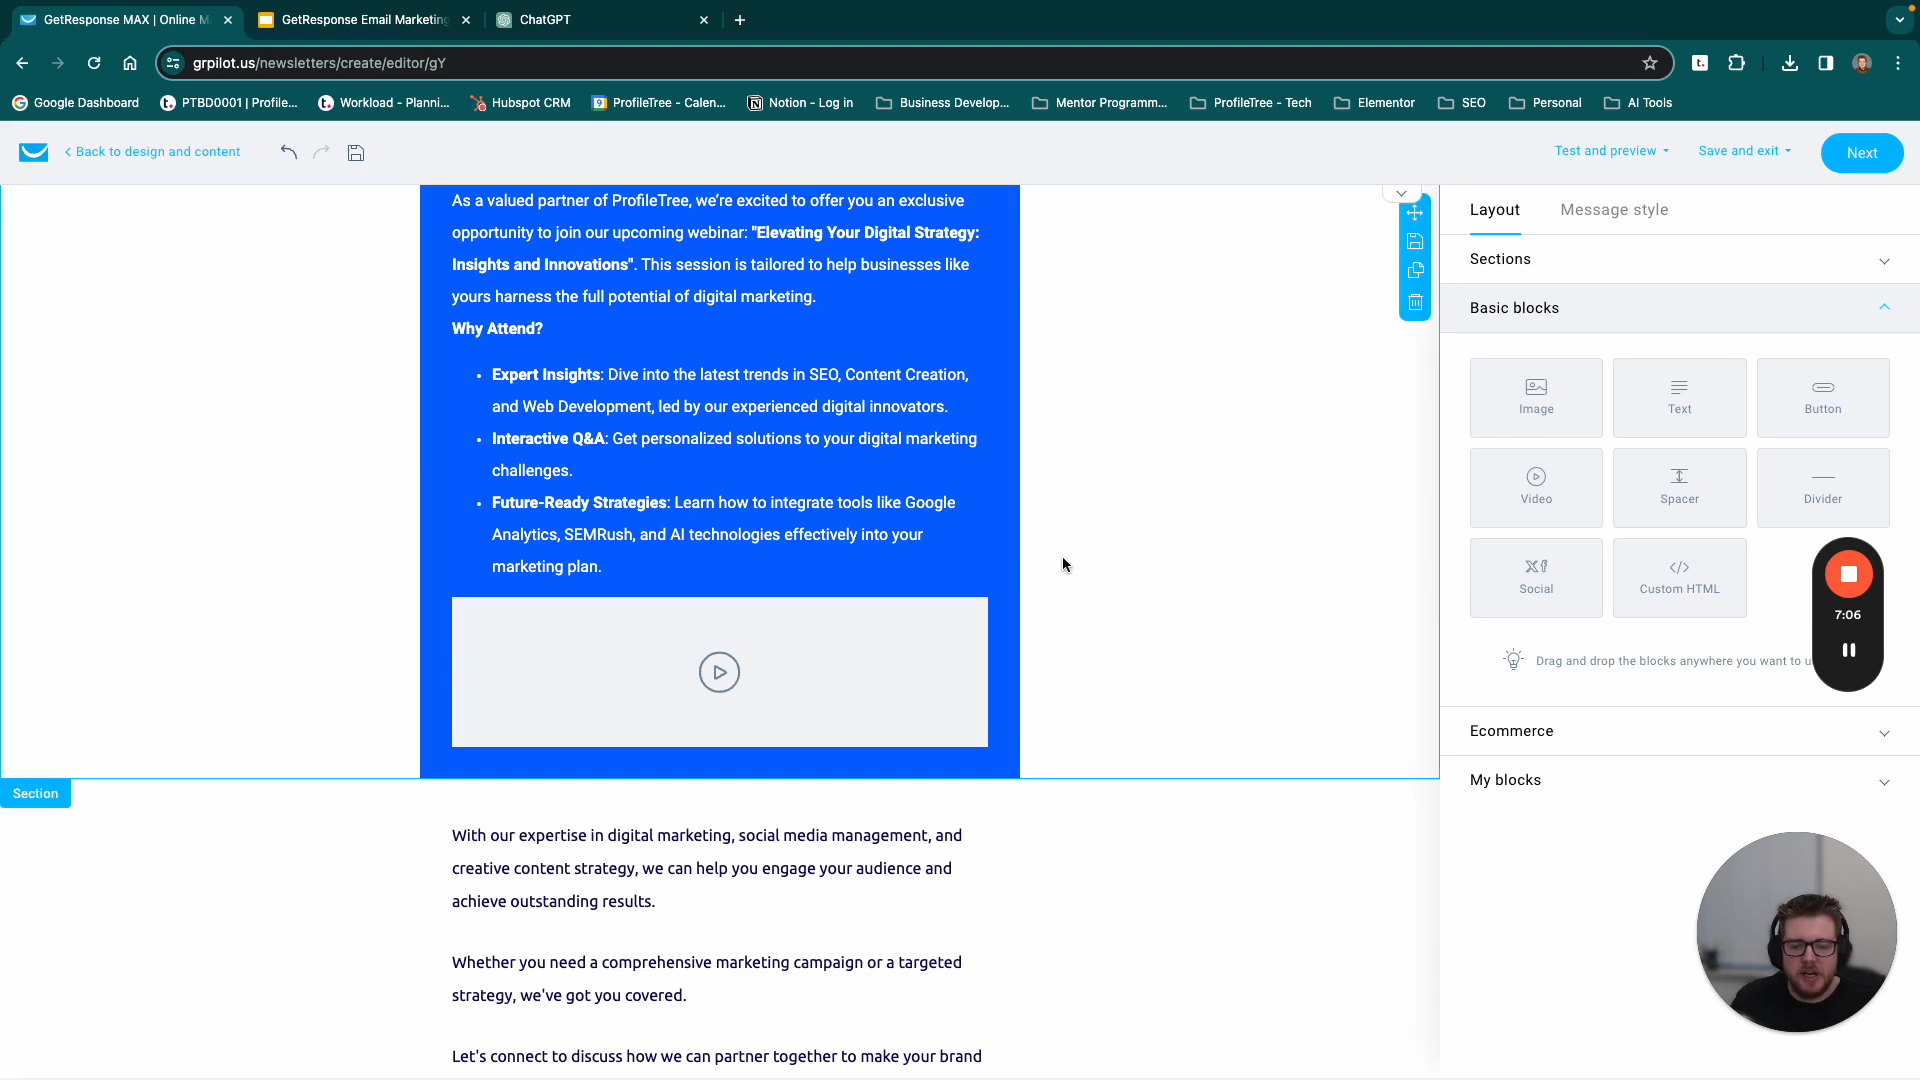 GetResponse MAX | Online M
GetResponse Email Marketing
ChatGPT
grpilot.us/newsletters/create/editor/gY
Google Dashboard
PTBD0001 | Profile...
Workload - Planni...
Hubspot CRM
ProfileTree - Calen...
Notion - Log in
Business Develop...
Mentor Programm...
ProfileTree - Tech
Elementor
SEO
Personal
AI Tools
Back to design and content
Test and preview
Save and exit
Next
As a valued partner of ProfileTree, we're excited to offer you an exclusive
opportunity to join our upcoming webinar: "Elevating Your Digital Strategy:
Insights and Innovations". This session is tailored to help businesses like
yours harness the full potential of digital marketing.
Why Attend?
• Expert Insights: Dive into the latest trends in SEO, Content Creation,
and Web Development, led by our experienced digital innovators.
• Interactive Q&A: Get personalized solutions to your digital marketing
challenges.
• Future-Ready Strategies: Learn how to integrate tools like Google
Analytics, SEMRush, and AI technologies effectively into your
marketing plan.
Section
With our expertise in digital marketing, social media management, and
creative content strategy, we can help you engage your audience and
achieve outstanding results.
Whether you need a comprehensive marketing campaign or a targeted
strategy, we've got you covered.
Let's connect to discuss how we can partner together to make your brand
Layout
Message style
Sections
Basic blocks
Image
Text
Button
Video
Spacer
Divider
Social
Custom HTML
7:06
Drag and drop the blocks anywhere you want to u
Ecommerce
My blocks